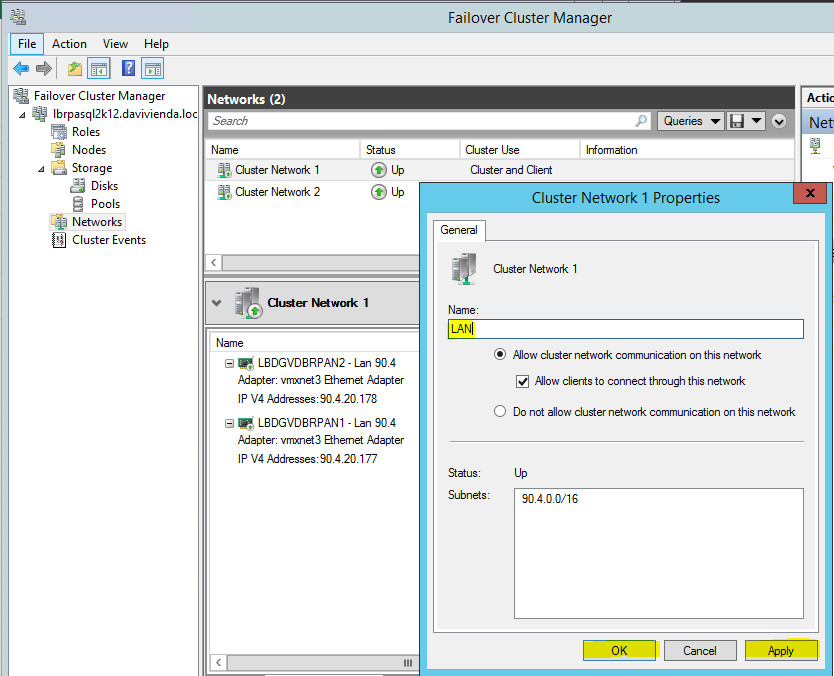 Failover Cluster Manager
File Action View Help
Failover Cluster Manager
lbrpasql2k12.davivienda.loc
Roles
Nodes
Storage
Disks
Pools
Networks
Cluster Events
Networks (2)
Search
Queries
Name Status Cluster Use Information
Cluster Network 1 Up Cluster and Client
Cluster Network 2 Up
Cluster Network 1
Name
LBDGVDBRPAN2 - Lan 90.4
Adapter: vmxnet3 Ethernet Adapter
IP V4 Addresses:90.4.20.178
LBDGVDBRPAN1 - Lan 90.4
Adapter: vmxnet3 Ethernet Adapter
IP V4 Addresses:90.4.20.177
Actio
Net
Cluster Network 1 Properties
X
General
Cluster Network 1
Name:
LAN
Allow cluster network communication on this network
Allow clients to connect through this network
Do not allow cluster network communication on this network
Status: Up
Subnets: 90.4.0.0/16
OK Cancel Apply